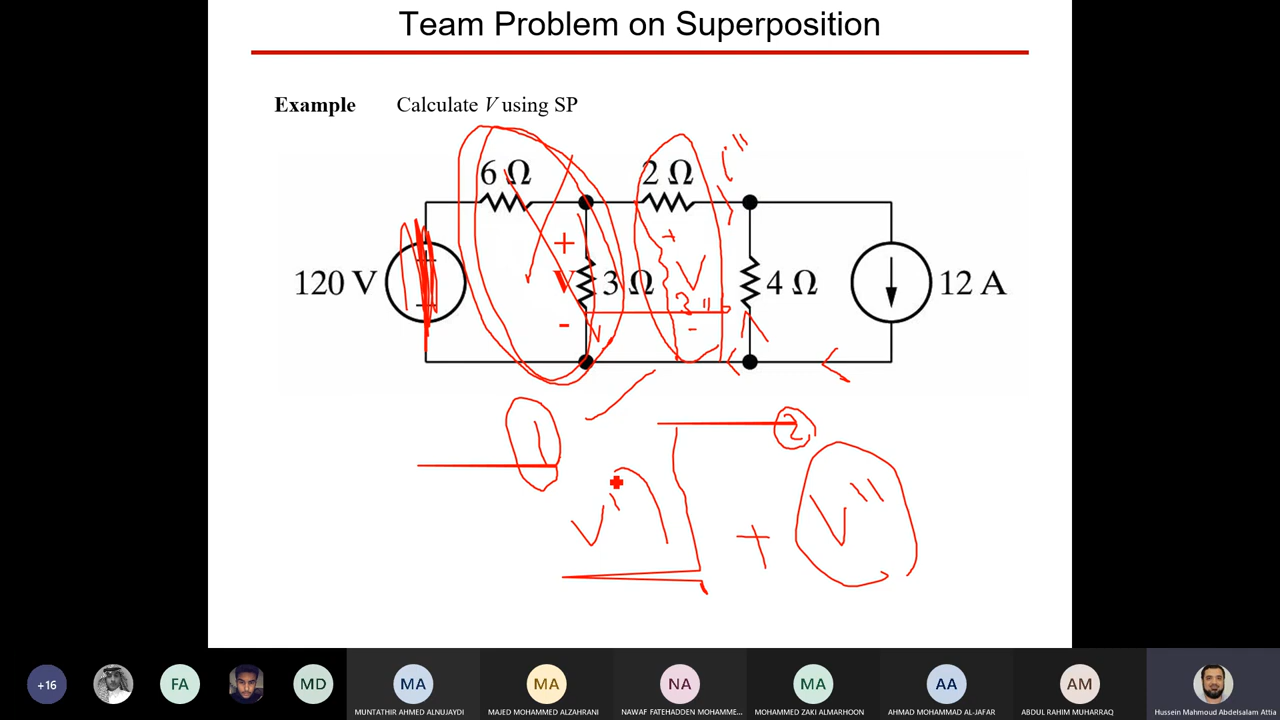 Team Problem on Superposition
Example Calculate V using SP
6 Ω 2 Ω i"
+ +
120 V V 3 Ω V 4 Ω 12 A
- -
1 2
V' + V"
+16 FA MD MA MA NA MA AA AM
MUNTATHIR AHMED ALNUJAYDI MAJED MOHAMMED ALZAHRANI NAWAF FATEHADDEN MOHAMME... MOHAMMED ZAKI ALMARHOON AHMAD MOHAMMAD AL-JAFAR ABDUL RAHIM MUHARRAQ Hussein Mahmoud Abdelsalam Attia